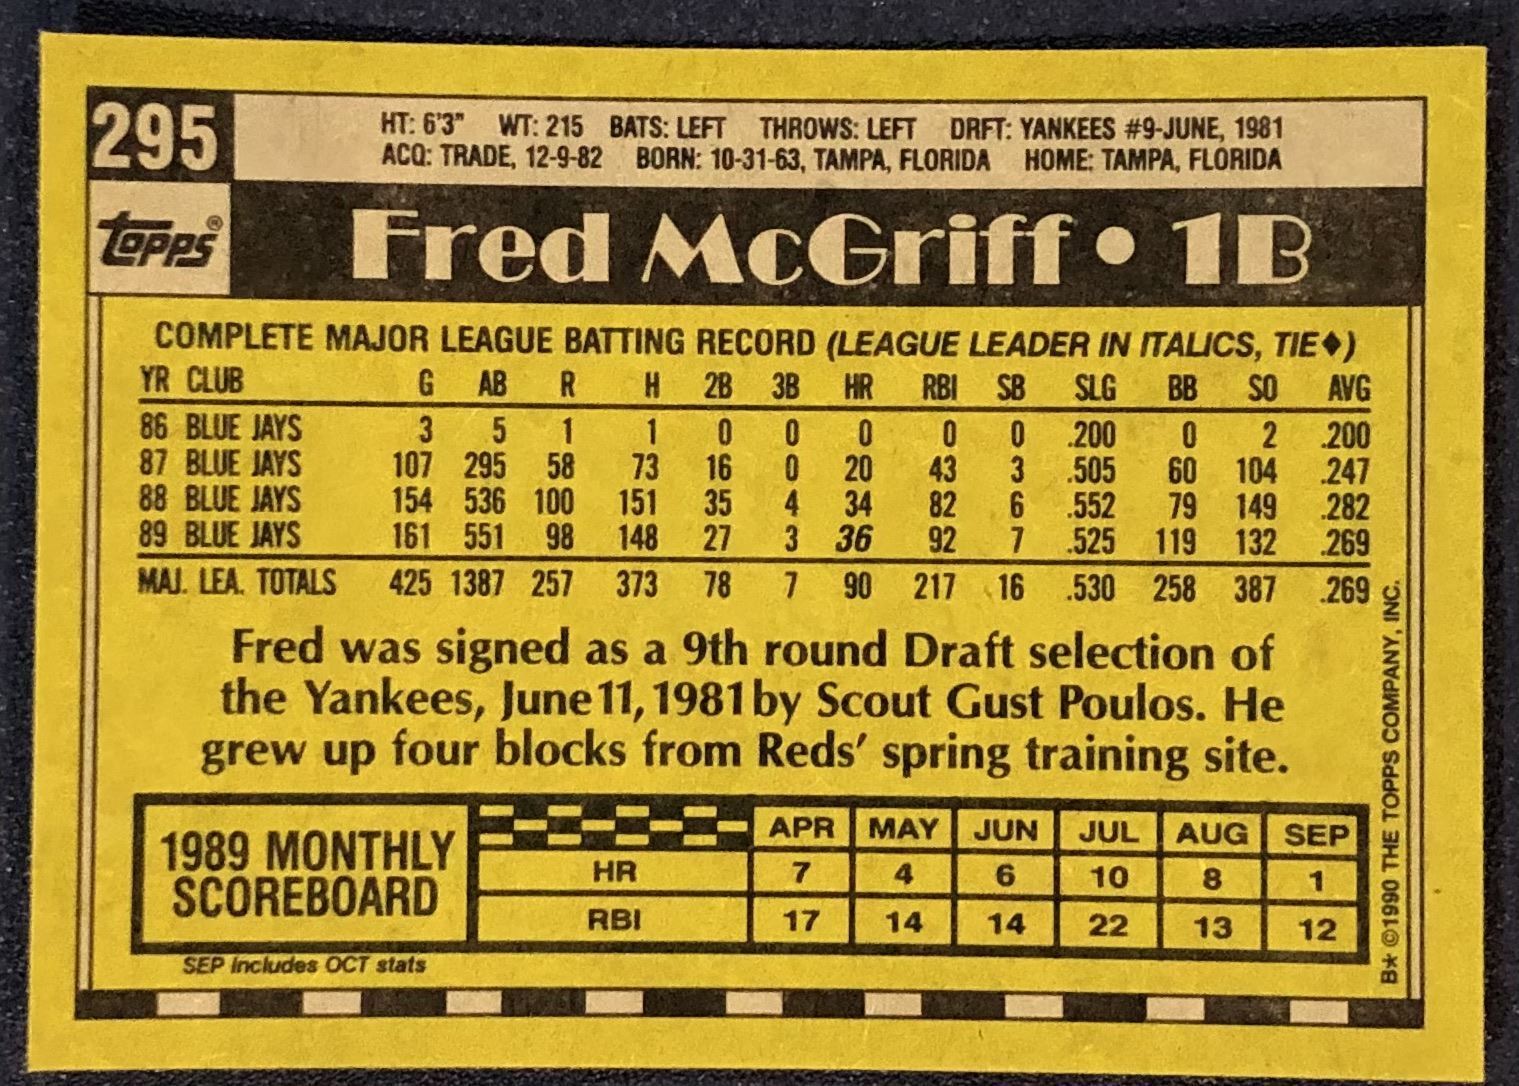 295
HT: 6'3" WT: 215 BATS: LEFT THROWS: LEFT DRFT: YANKEES #9-JUNE, 1981
ACQ: TRADE, 12-9-82 BORN: 10-31-63, TAMPA, FLORIDA HOME: TAMPA, FLORIDA
topps®
Fred McGriff • 1B
COMPLETE MAJOR LEAGUE BATTING RECORD (LEAGUE LEADER IN ITALICS, TIE♦)
YR CLUB G AB R H 2B 3B HR RBI SB SLG BB SO AVG
86 BLUE JAYS 3 5 1 1 0 0 0 0 0 .200 0 2 .200
87 BLUE JAYS 107 295 58 73 16 0 20 43 3 .505 60 104 .247
88 BLUE JAYS 154 536 100 151 35 4 34 82 6 .552 79 149 .282
89 BLUE JAYS 161 551 98 148 27 3 36 92 7 .525 119 132 .269
MAJ. LEA. TOTALS 425 1387 257 373 78 7 90 217 16 .530 258 387 .269
Fred was signed as a 9th round Draft selection of
the Yankees, June 11, 1981 by Scout Gust Poulos. He
grew up four blocks from Reds' spring training site.
1989 MONTHLY
SCOREBOARD
APR MAY JUN JUL AUG SEP
HR 7 4 6 10 8 1
RBI 17 14 14 22 13 12
SEP includes OCT stats
B* ©1990 THE TOPPS COMPANY, INC.